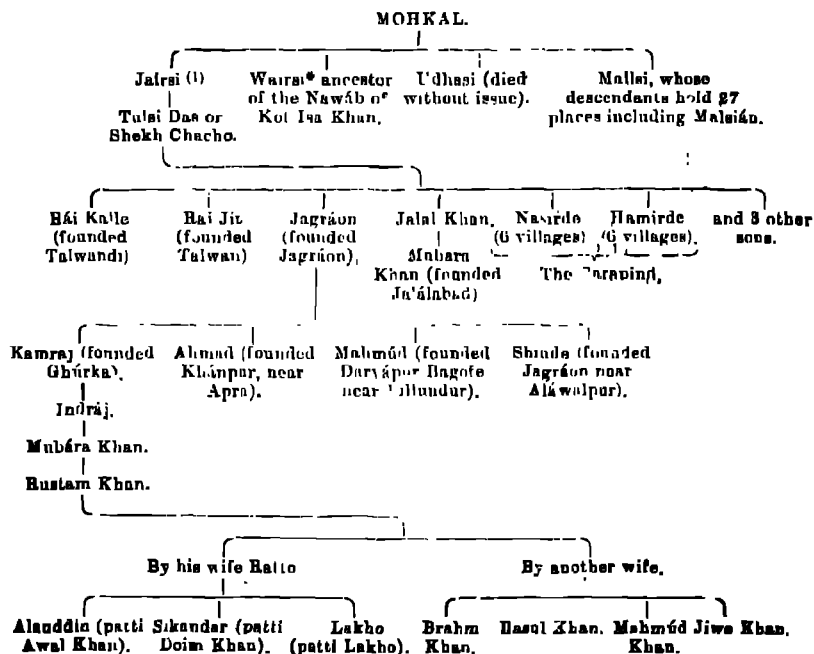 MOHKAL.
Jairsi (1)
Wairsi* ancestor of the Nawáb of Kot Isa Khan.
Udhasi (died without issue).
Mallsi, whose descendants hold 27 places including Malsián.
Tulsi Das or Shekh Chacho.
Rái Kalle (founded Talwandi)
Rai Jit (founded Talwan)
Jagráon (founded Jagráon),
Jalal Khan.
Nasirde (6 villages)
Hamirde (6 villages).
and 3 other sons.
Mubara Khan (founded Ja'álabad)
The
Kamraj (founded Ghúrka).
Ahmad (founded Khánpur, near Apra).
Mahmúd (founded Daryápur near
Shinde (founded Jagráon near Aláwalpur).
Indráj.
Mubára Khan.
Rustam Khan.
By his wife Ratto
By another wife.
Alauddin (patti Awal Khan).
Sikandar (patti Doim Khan).
Lakho (patti Lakho).
Brahm Khan.
Khan.
Mahmúd Khan.
Jiwe Khan.